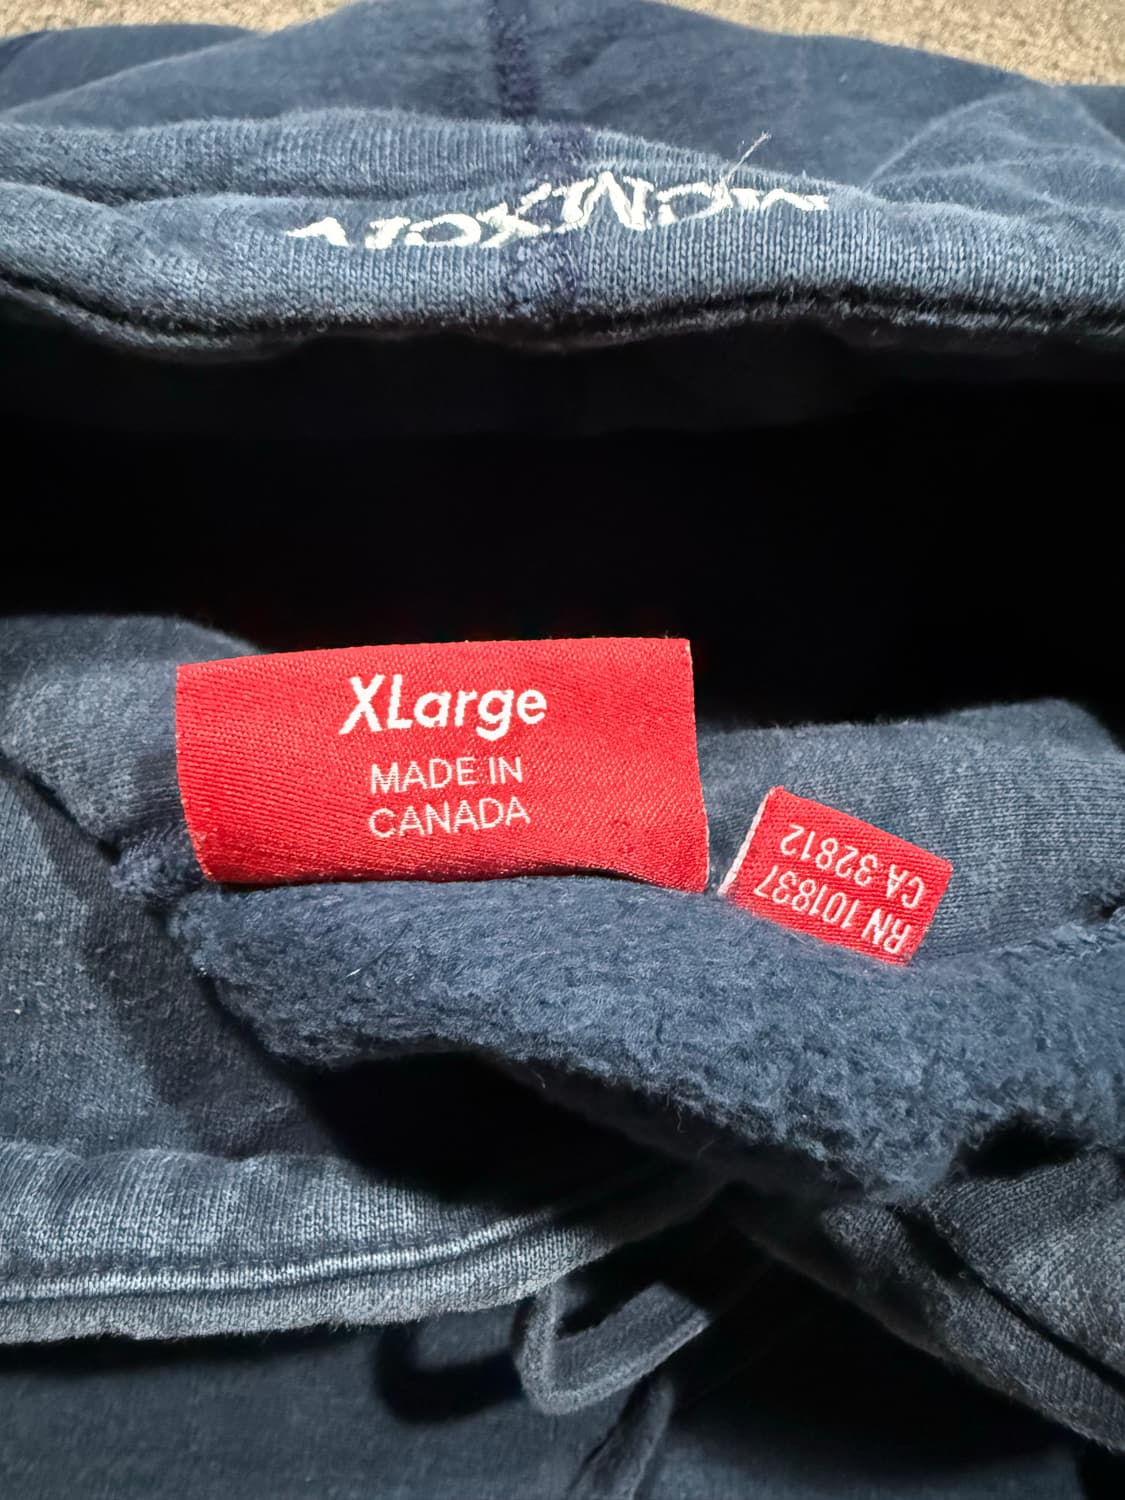 XLarge
MADE IN
CANADA
RN 101837
CA 32812